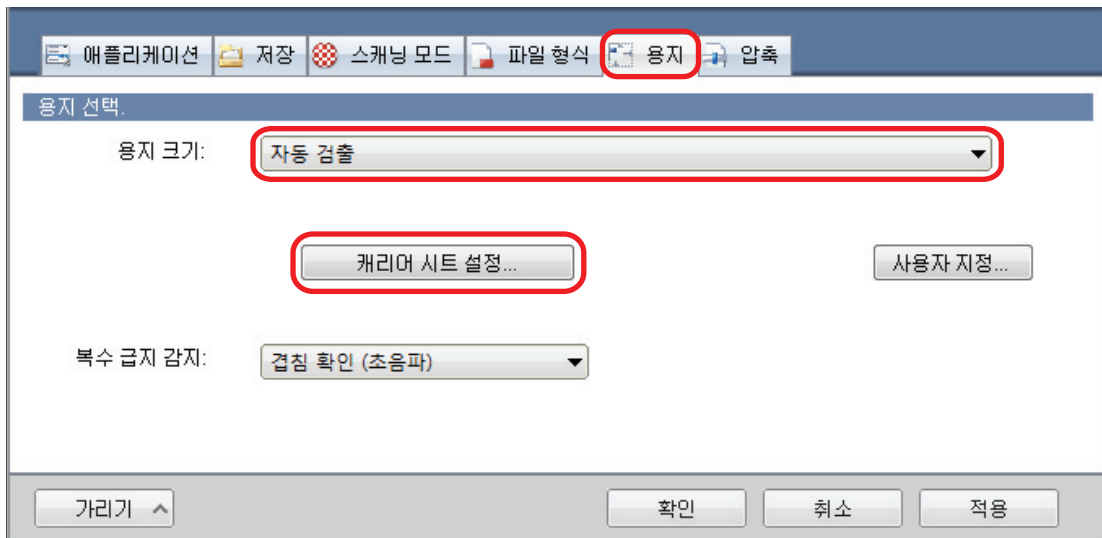 애플리케이션 저장 스캐닝 모드 파일 형식 용지 압축
용지 선택.
용지 크기: 자동 검출
캐리어 시트 설정... 사용자 지정...
복수 급지 감지: 겹침 확인 (초음파)
가리기 확인 취소 적용